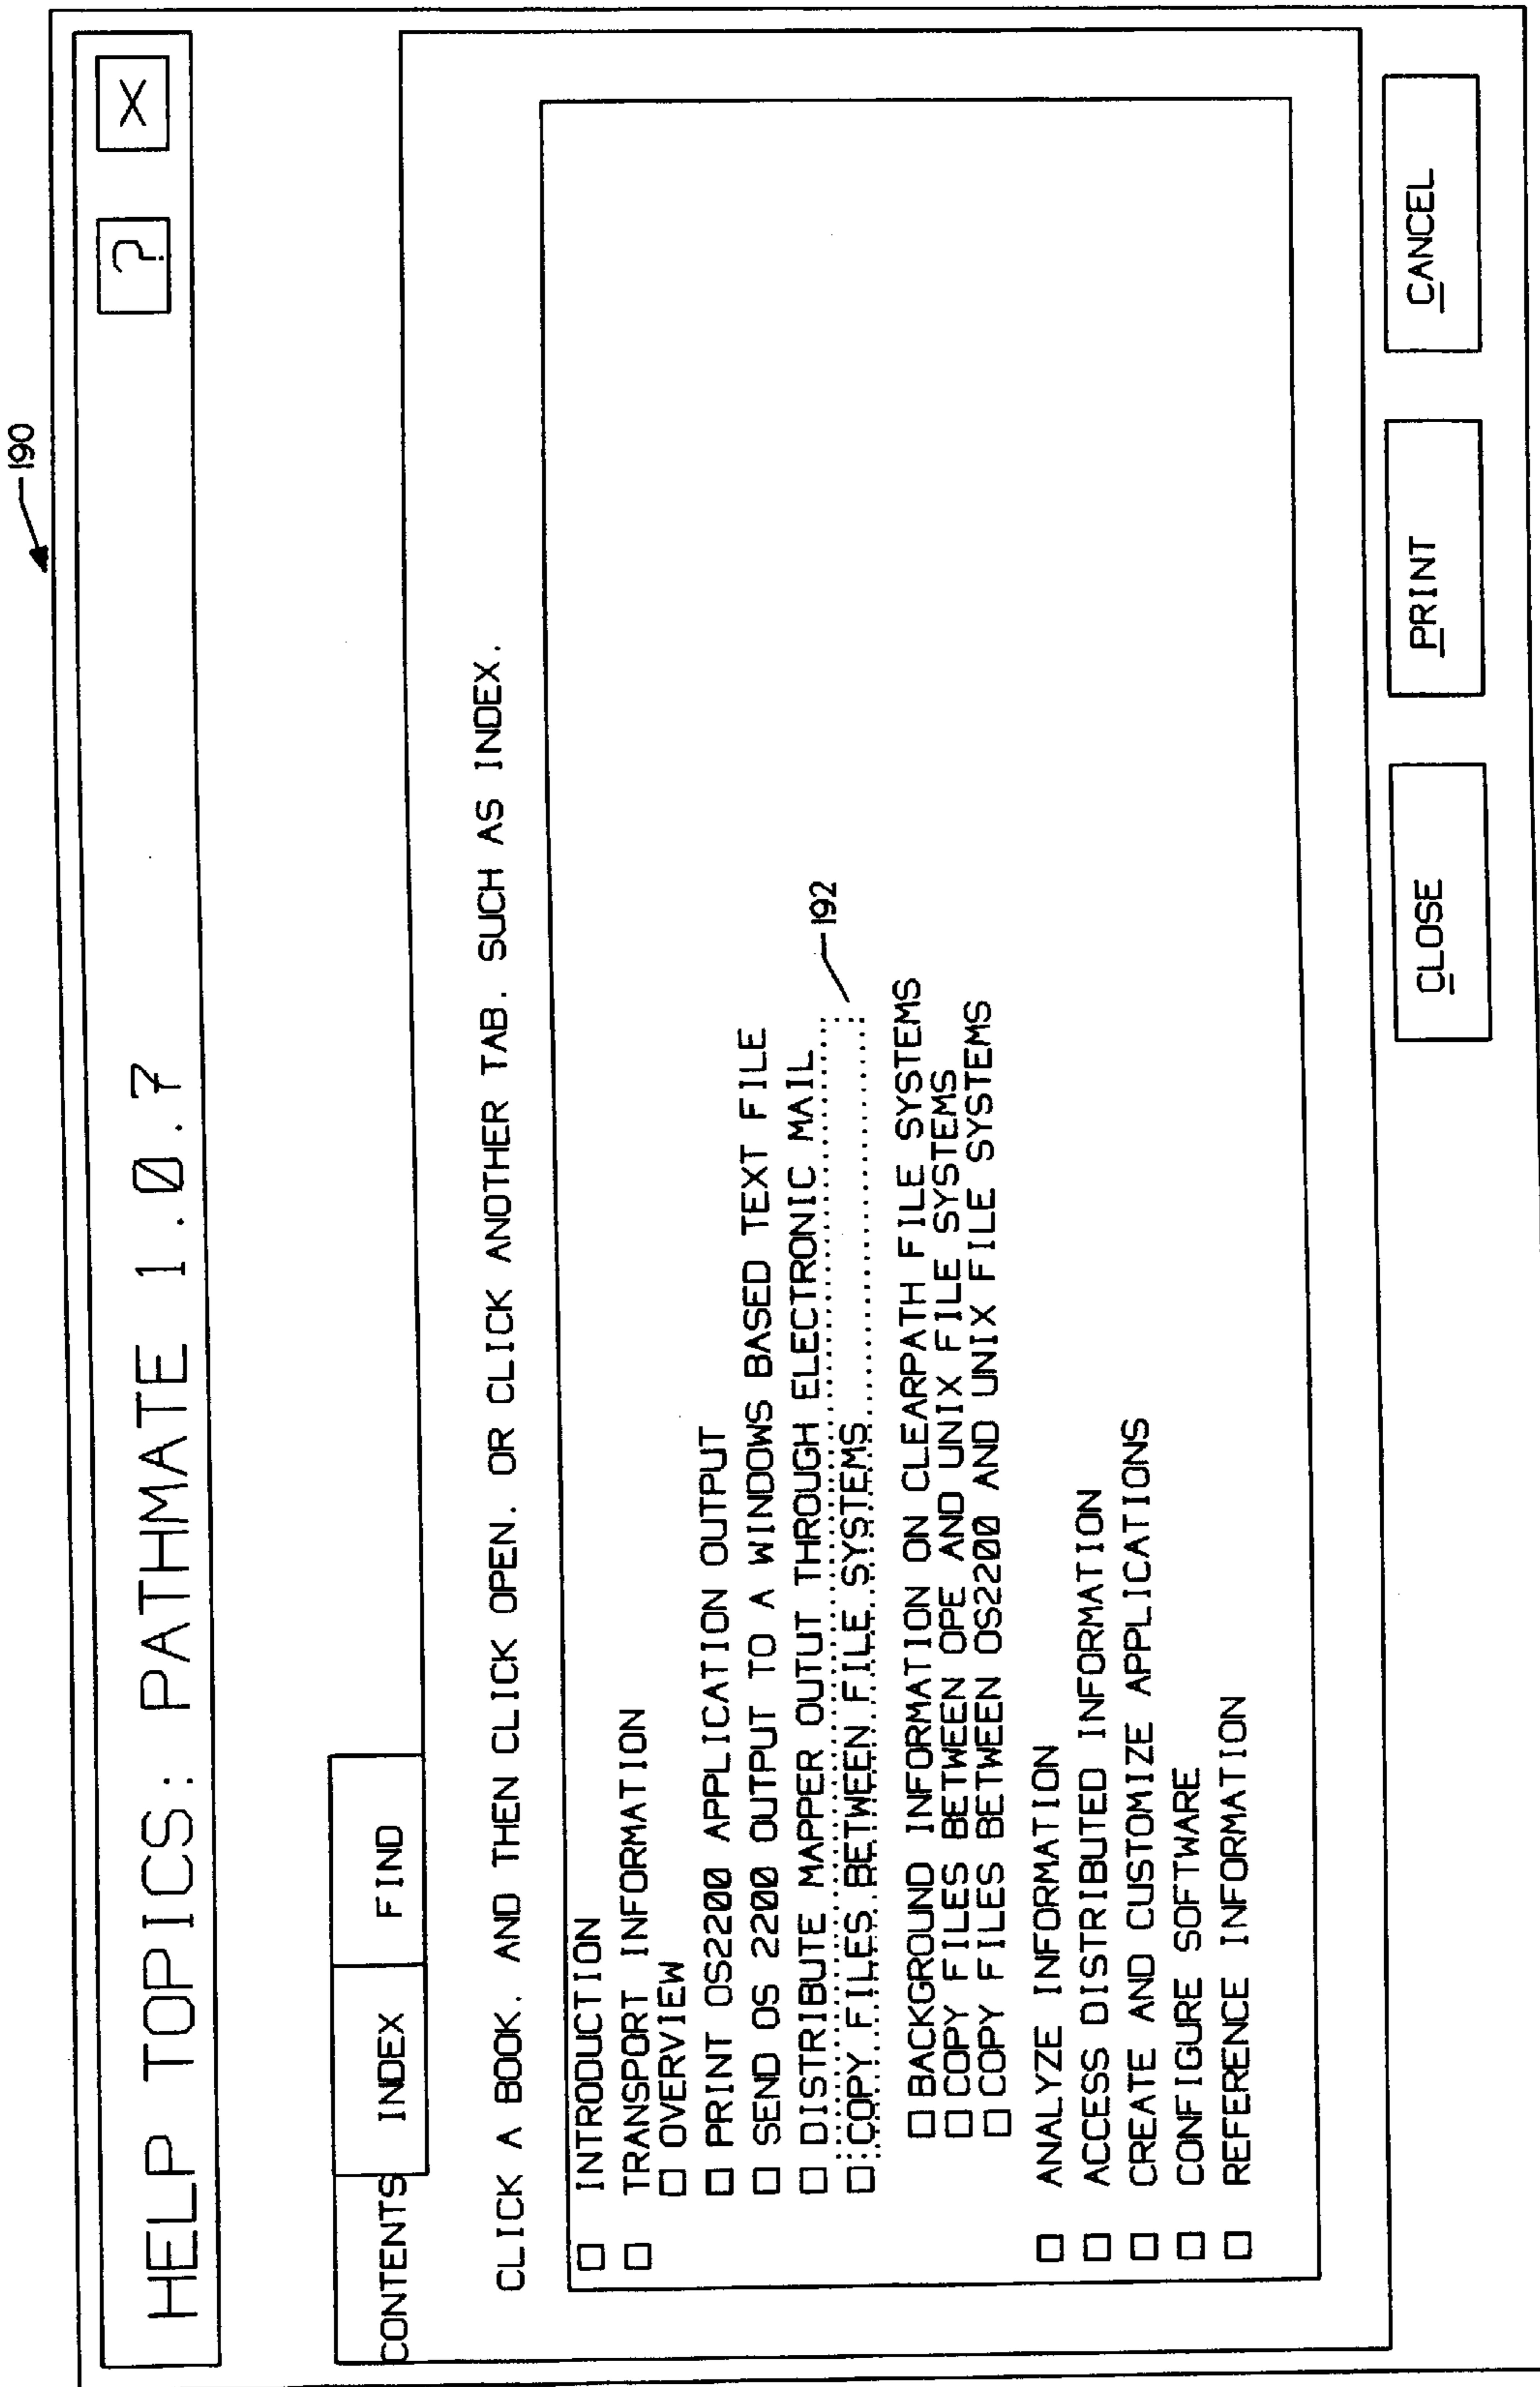 190
HELP TOPICS: PATHMATE 1.0.7
? X
CONTENTS INDEX FIND
CLICK A BOOK. AND THEN CLICK OPEN. OR CLICK ANOTHER TAB. SUCH AS INDEX.
INTRODUCTION
TRANSPORT INFORMATION
OVERVIEW
PRINT OS2200 APPLICATION OUTPUT
SEND OS 2200 OUTPUT TO A WINDOWS BASED TEXT FILE
DISTRIBUTE MAPPER OUTUT THROUGH ELECTRONIC MAIL
COPY FILES BETWEEN FILE SYSTEMS
192
BACKGROUND INFORMATION ON CLEARPATH FILE SYSTEMS
COPY FILES BETWEEN OPE AND UNIX FILE SYSTEMS
COPY FILES BETWEEN OS2200 AND UNIX FILE SYSTEMS
ANALYZE INFORMATION
ACCESS DISTRIBUTED INFORMATION
CREATE AND CUSTOMIZE APPLICATIONS
CONFIGURE SOFTWARE
REFERENCE INFORMATION
CLOSE PRINT CANCEL